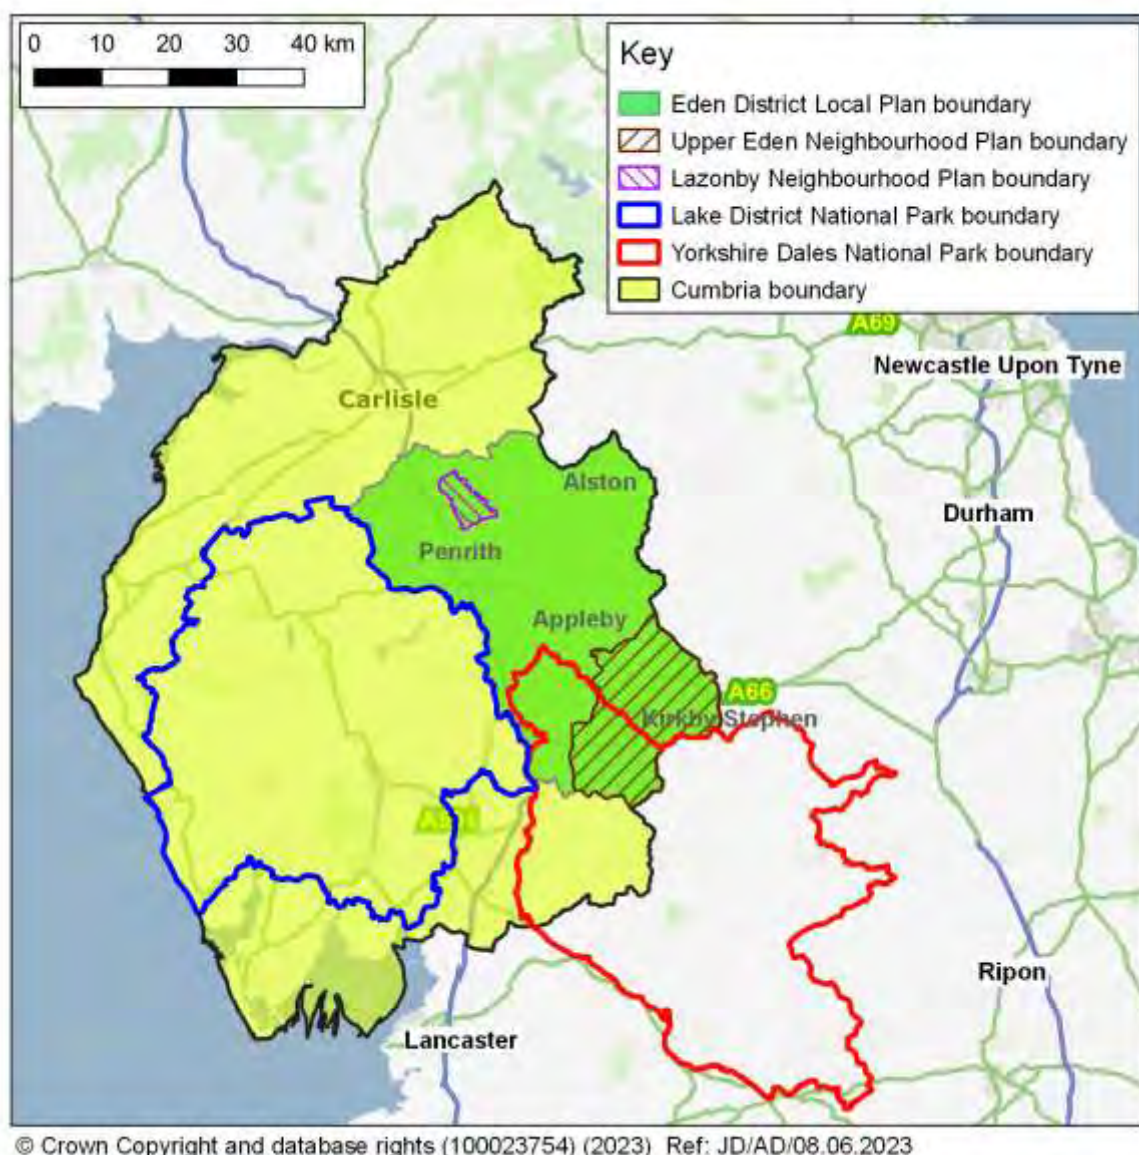 0 10 20 30 40 km
Key
Eden District Local Plan boundary
Upper Eden Neighbourhood Plan boundary
Lazonby Neighbourhood Plan boundary
Lake District National Park boundary
Yorkshire Dales National Park boundary
Cumbria boundary
A69
Newcastle Upon Tyne
Carlisle
Alston
Durham
Penrith
Appleby
A66
Kirkby Stephen
Ripon
Lancaster
© Crown Copyright and database rights (100023754) (2023) Ref: JD/AD/08.06.2023